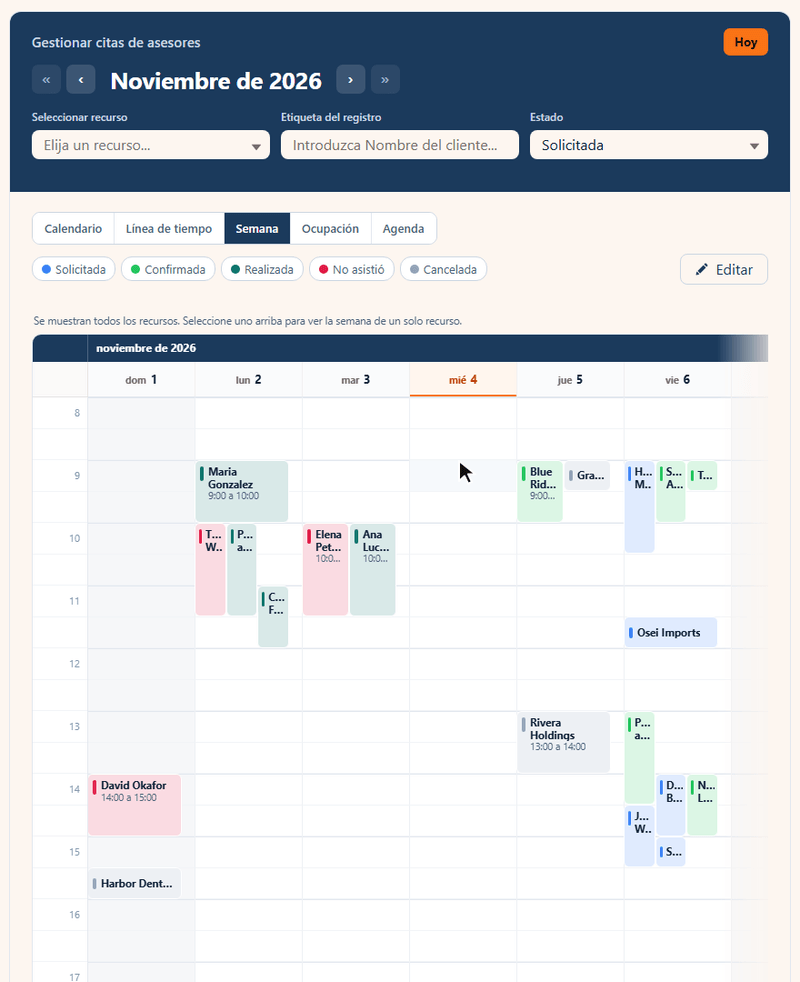 Gestionar citas de asesores
Hoy
« ‹ Noviembre de 2026 › »
Seleccionar recurso
Etiqueta del registro
Estado
Elija un recurso...
Introduzca Nombre del cliente...
Solicitada
Calendario
Línea de tiempo
Semana
Ocupación
Agenda
Solicitada
Confirmada
Realizada
No asistió
Cancelada
Editar
Se muestran todos los recursos. Seleccione uno arriba para ver la semana de un solo recurso.
noviembre de 2026
dom 1
lun 2
mar 3
mié 4
jue 5
vie 6
8
9
Maria
Gonzalez
9:00 a 10:00
Blue
Rid...
9:00...
Gra...
H...
M..
S...
A...
T...
10
T...
W..
P...
a...
Elena
Pet...
10:0...
Ana
Luc...
10:0...
11
C...
F...
Osei Imports
12
13
Rivera
Holdings
13:00 a 14:00
P...
a...
14
David Okafor
14:00 a 15:00
D...
B...
N...
L...
J...
W..
15
S...
Harbor Dent...
16
17